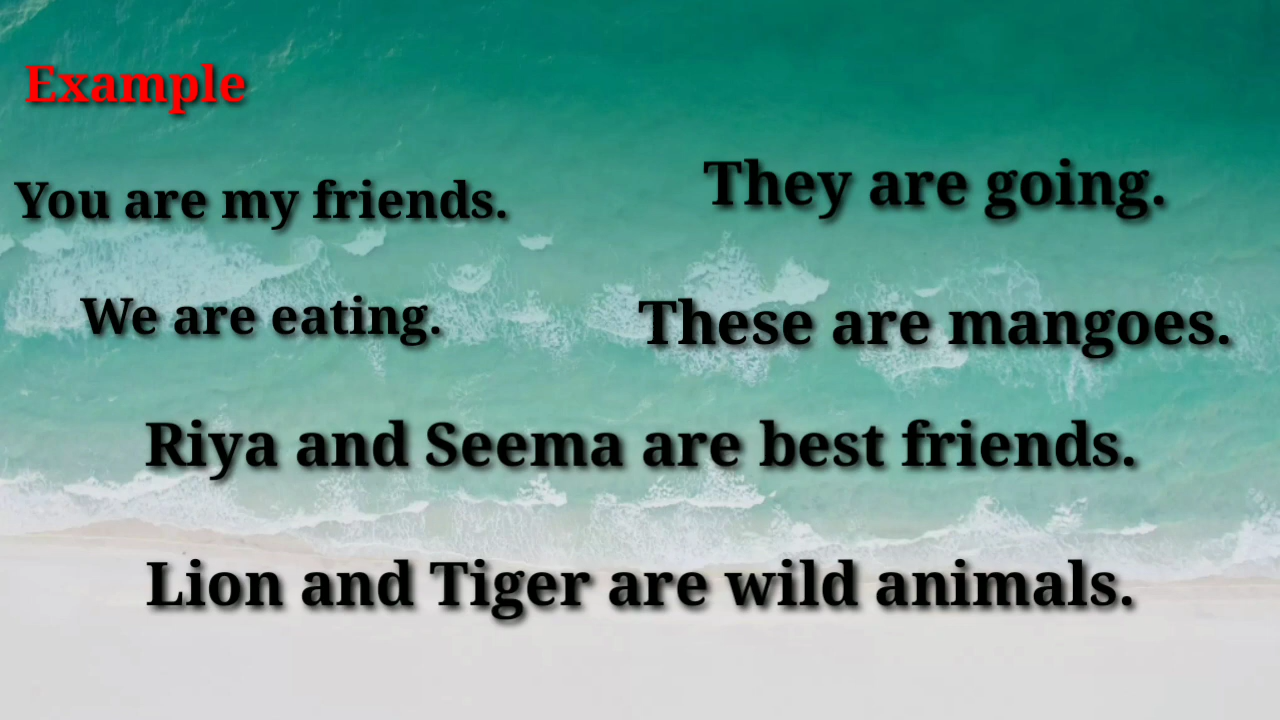 Example
You are my friends.
They are going.
We are eating.
These are mangoes.
Riya and Seema are best friends.
Lion and Tiger are wild animals.